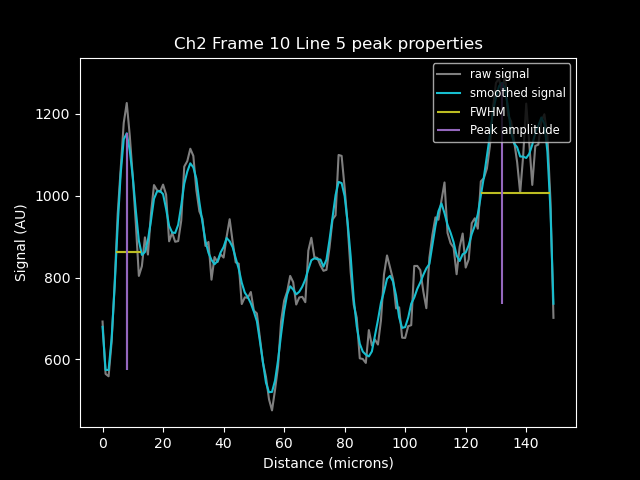 Ch2 Frame 10 Line 5 peak properties
raw signal
smoothed signal
FWHM
Peak amplitude
Signal (AU)
1200
1000
800
600
0 20 40 60 80 100 120 140
Distance (microns)